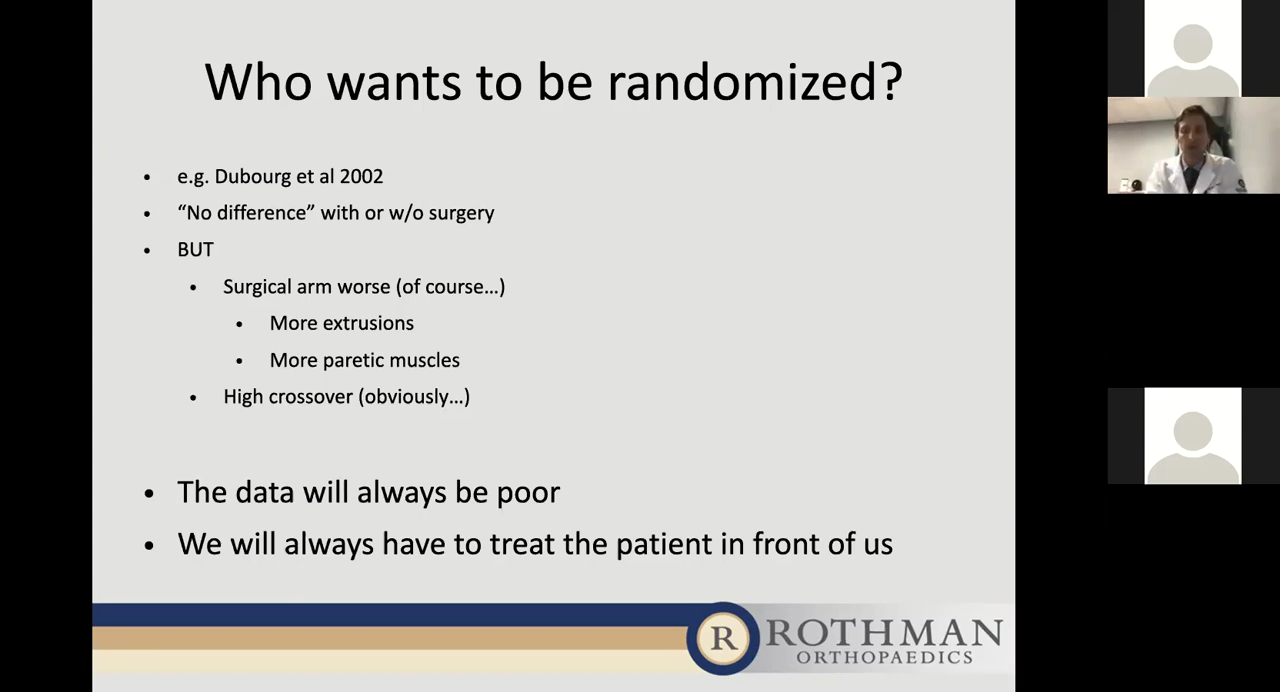 Who wants to be randomized?
• e.g. Dubourg et al 2002
• “No difference” with or w/o surgery
• BUT
• Surgical arm worse (of course…)
• More extrusions
• More paretic muscles
• High crossover (obviously…)
• The data will always be poor
• We will always have to treat the patient in front of us
R ROTHMAN
ORTHOPAEDICS